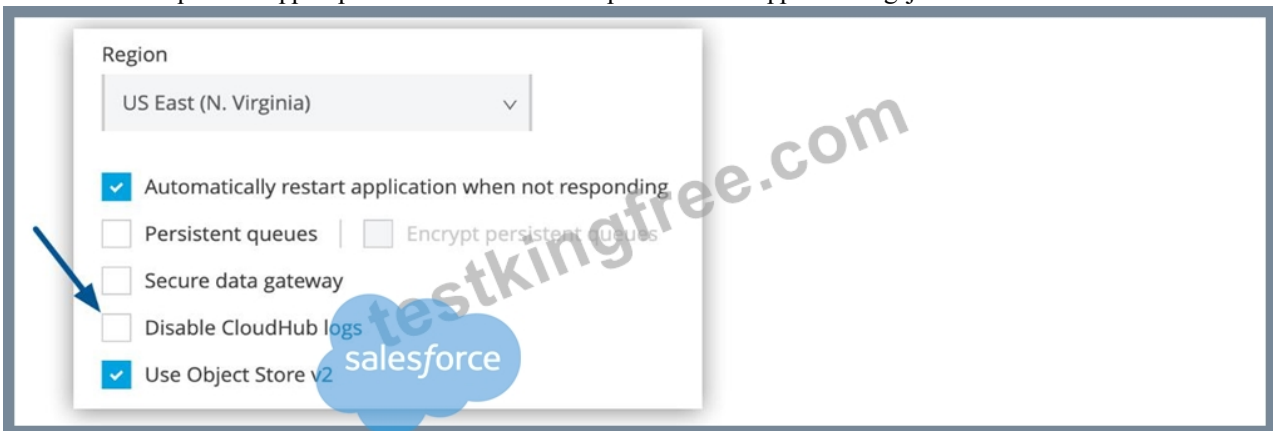 Region
US East (N. Virginia)
Automatically restart application when not responding
Persistent queues | Encrypt persistent queues
Secure data gateway
Disable CloudHub logs
Use Object Store v2
salesforce
testkingfree.com